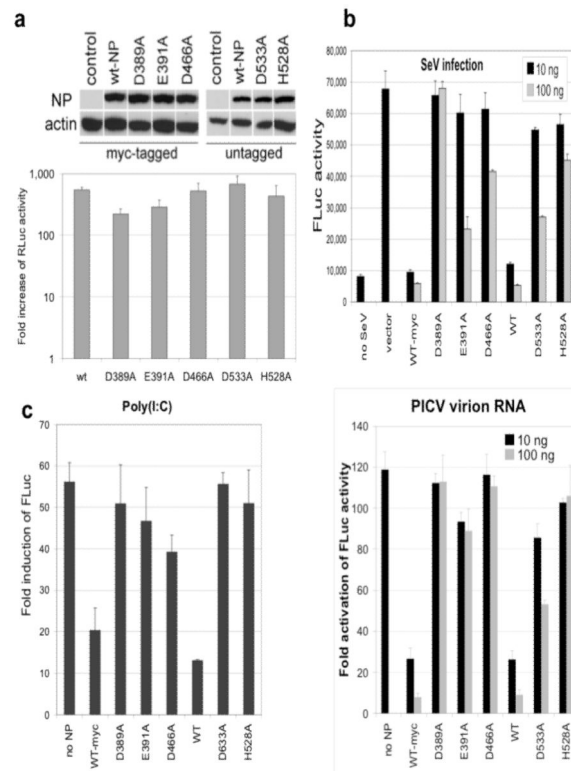 a
control
wt-NP
D389A
E391A
D466A
control
wt-NP
D533A
H528A
NP
actin
myc-tagged
untagged
Fold increase of RLuc activity
1,000
100
10
1
wt
D389A
E391A
D466A
D533A
H528A
b
SeV infection
10 ng
100 ng
FLuc activity
80,000
70,000
60,000
50,000
40,000
30,000
20,000
10,000
0
no SeV
vector
WT-myc
D389A
E391A
D466A
WT
D533A
H528A
c
Poly(I:C)
Fold induction of FLuc
70
60
50
40
30
20
10
0
no NP
WT-myc
D389A
E391A
D466A
WT
D633A
H528A
PICV virion RNA
10 ng
100 ng
Fold activation of FLuc activity
140
120
100
80
60
40
20
0
no NP
WT-myc
D389A
E391A
D466A
WT
D533A
H528A